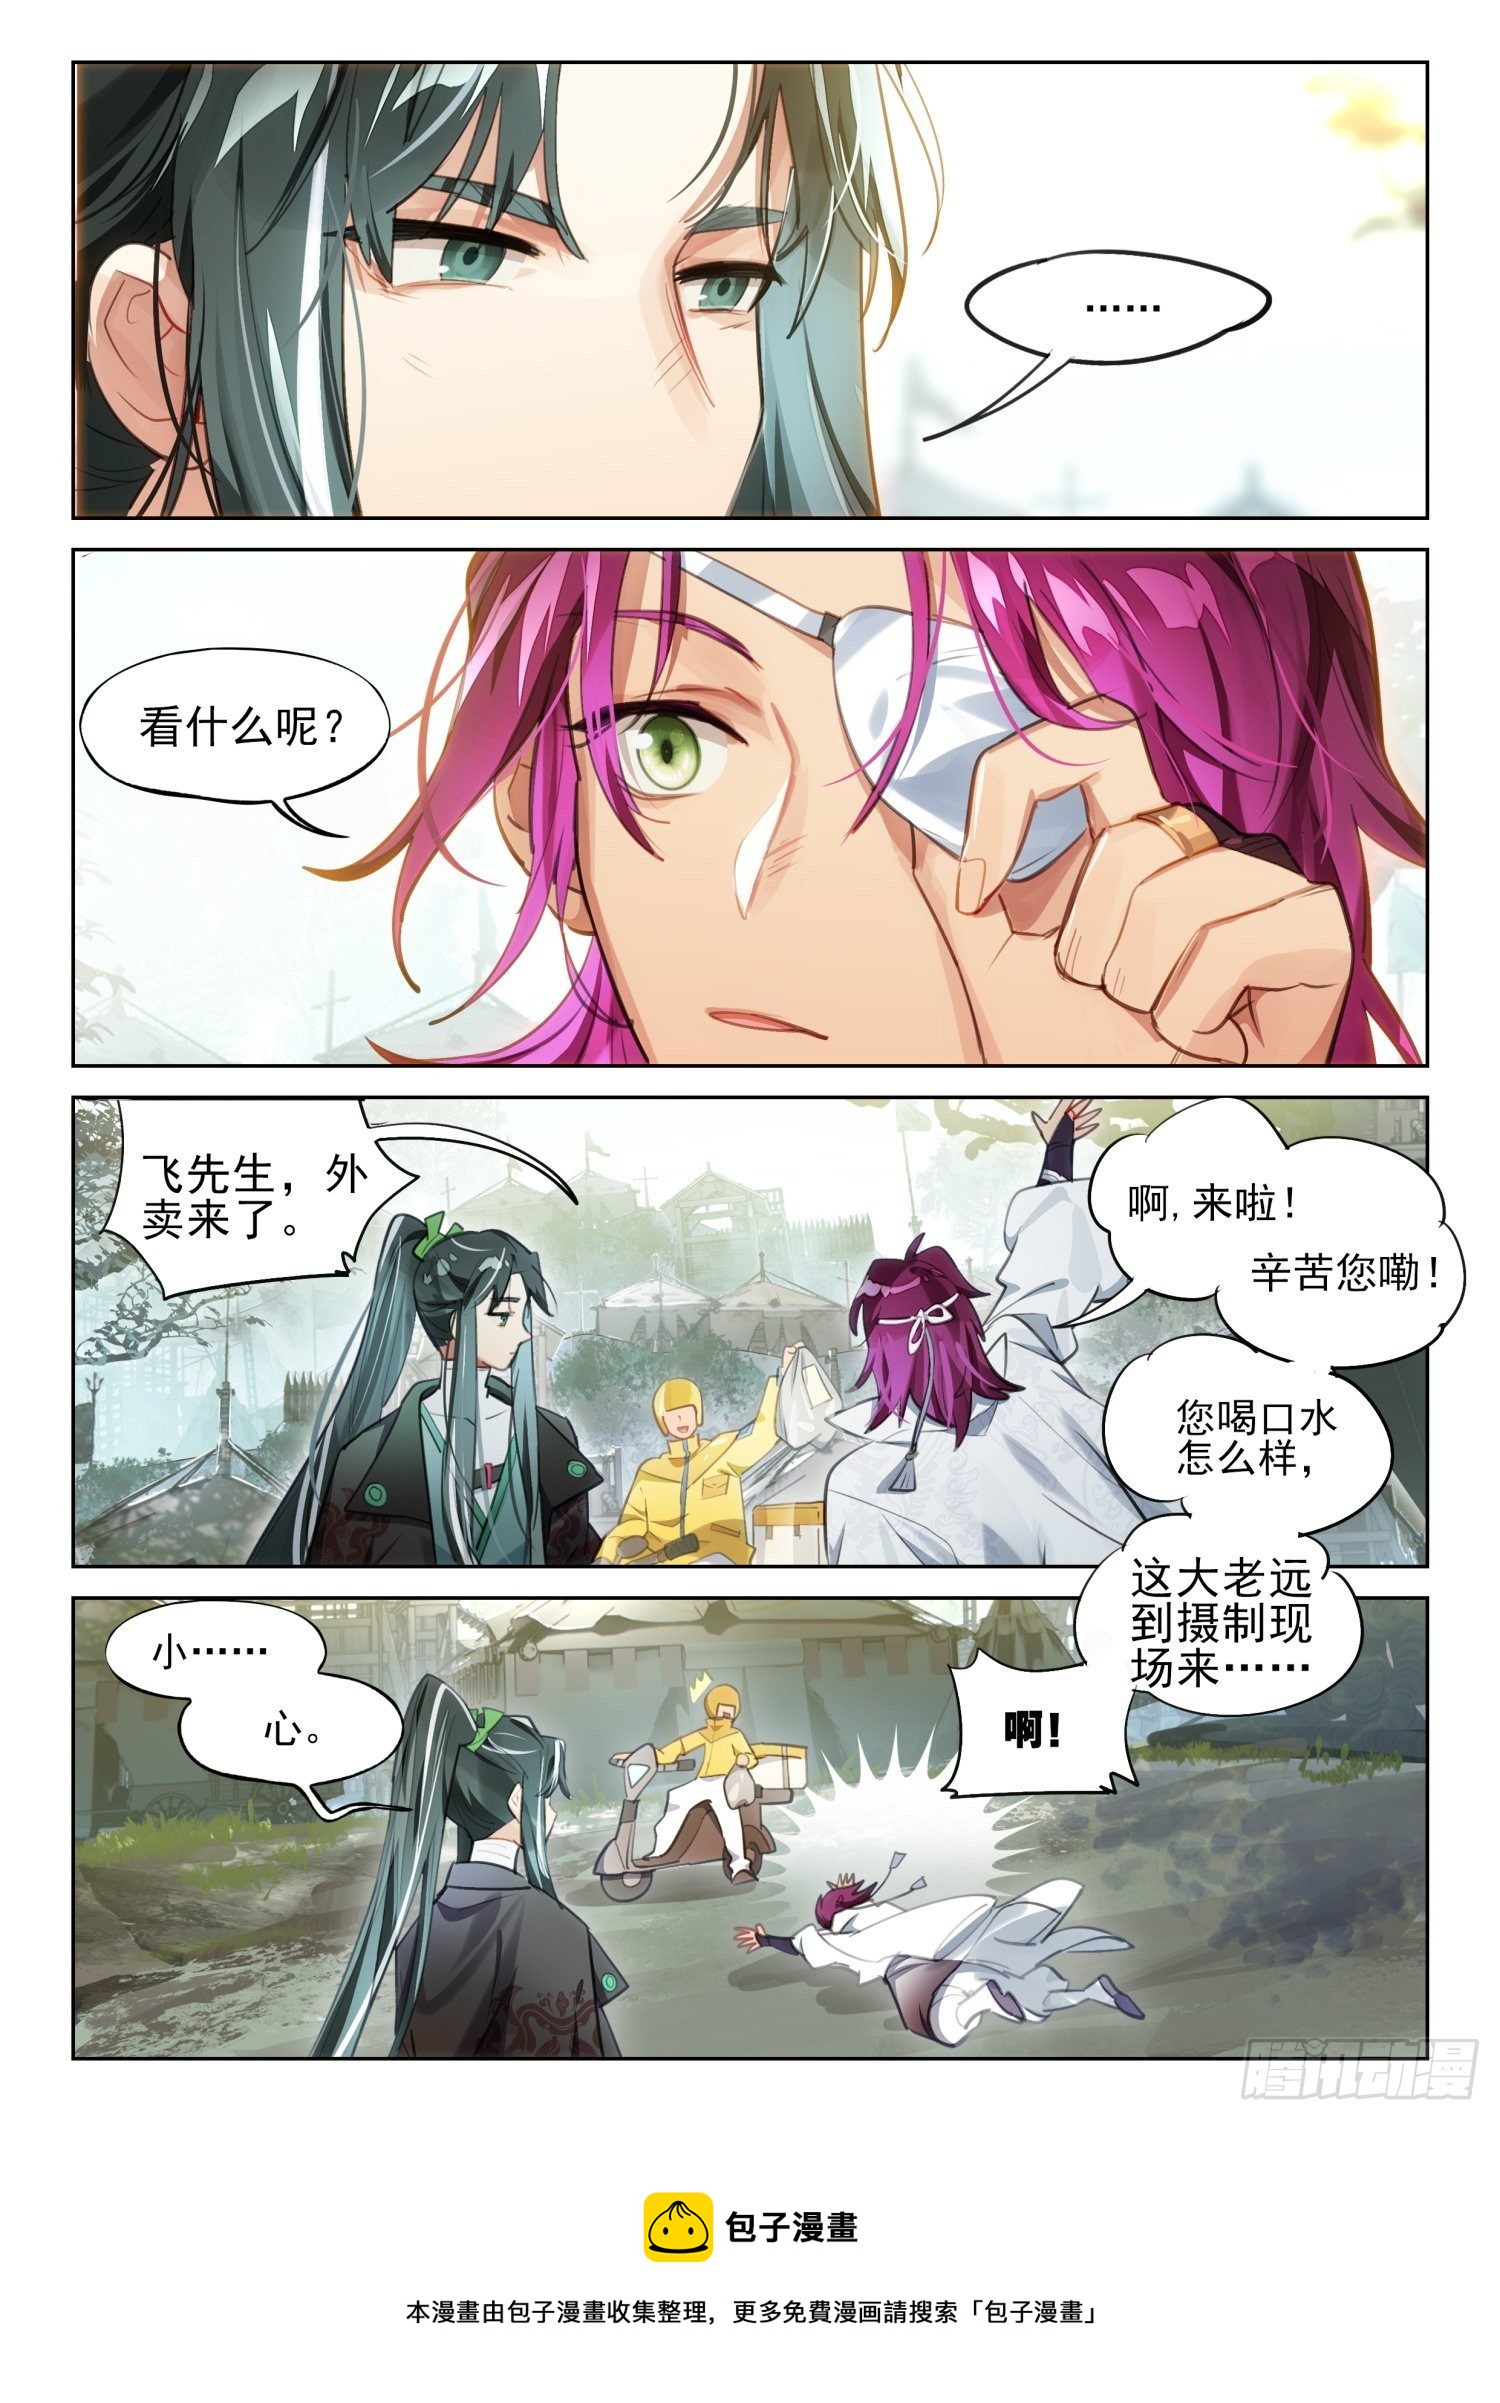 ……
看什么呢？
飞先生，外
卖来了。
啊，来啦！
辛苦您嘞！
您喝口水
怎么样，
这大老远
到摄制现
场来……
小……
心。
啊！
腾讯动漫
包子漫畫
本漫畫由包子漫畫收集整理，更多免費漫画請搜索「包子漫畫」